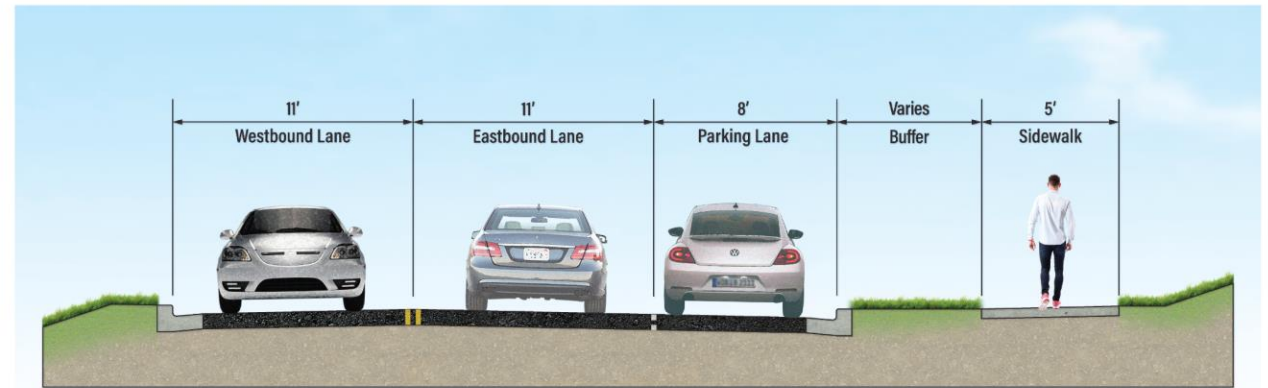 11' 11' 8' Varies 5'
Westbound Lane Eastbound Lane Parking Lane Buffer Sidewalk